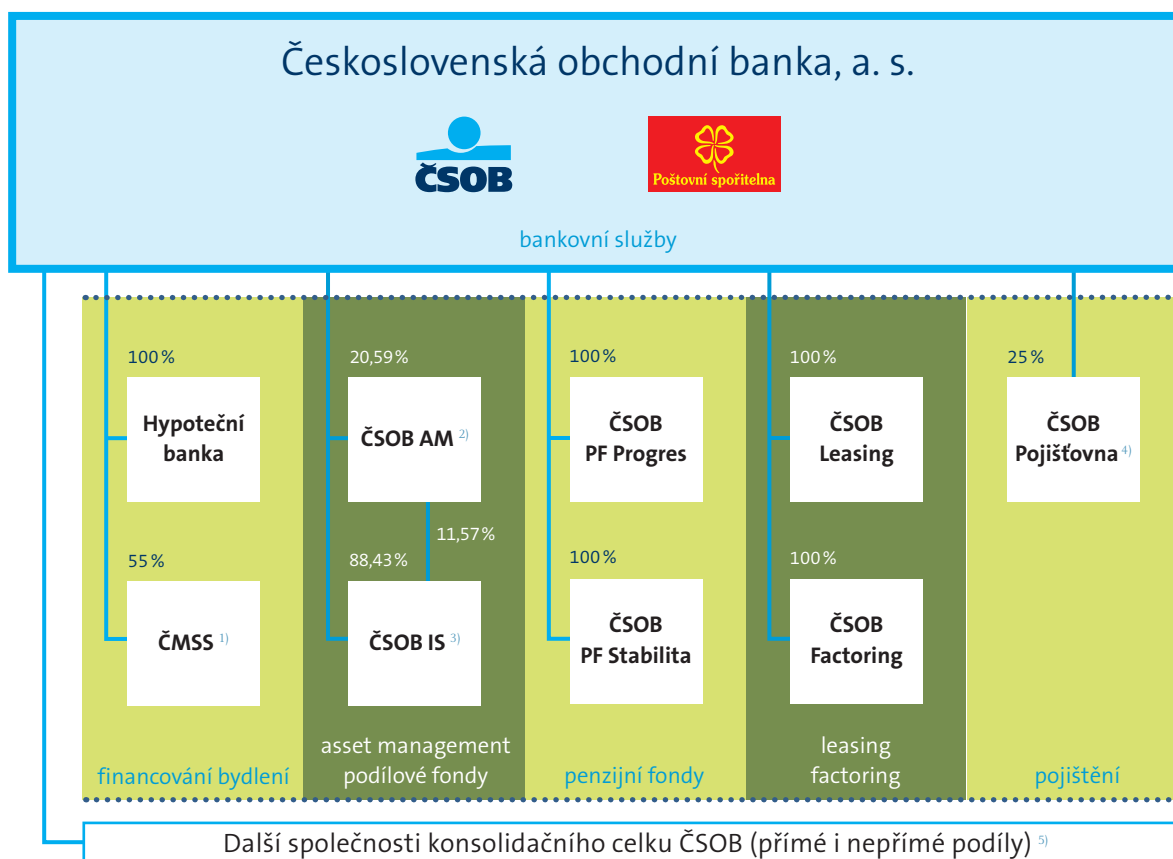 Československá obchodní banka, a. s.
ČSOB
Poštovní spořitelna
bankovní služby
100 %
Hypoteční
banka
55 %
ČMSS 1)
financování bydlení
20,59 %
ČSOB AM 2)
11,57 %
88,43 %
ČSOB IS 3)
asset management
podílové fondy
100 %
ČSOB
PF Progres
100 %
ČSOB
PF Stabilita
penzijní fondy
100 %
ČSOB
Leasing
100 %
ČSOB
Factoring
leasing
factoring
25 %
ČSOB
Pojišťovna 4)
pojištění
Další společnosti konsolidačního celku ČSOB (přímé i nepřímé podíly) 5)